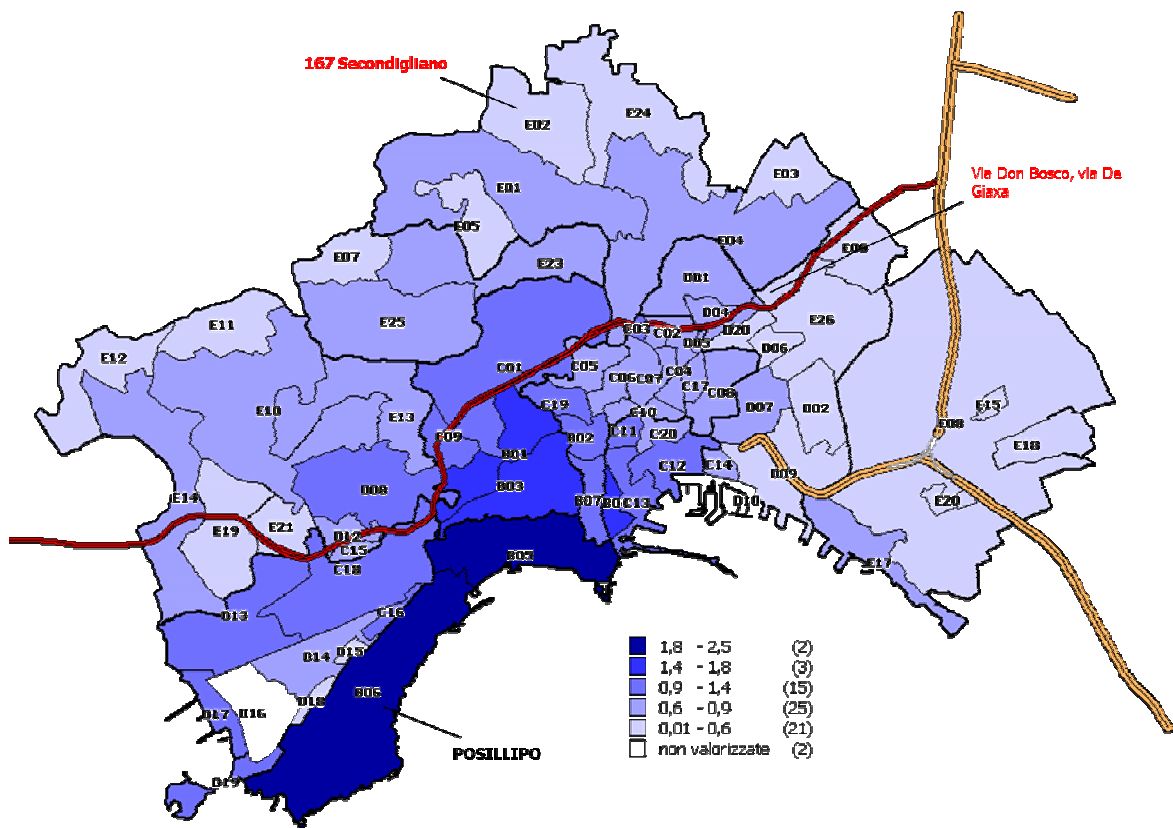 167 Secondigliano
E24
E02
E03
Via Don Bosco, via De
Giaxa
E01
E05
E04
E07
E23
D01
E11
E25
D04
E26
E12
C03
C02
D20
D05
D06
C01
C05
C06
C07
C04
C17
C08
E10
E13
C19
C10
D07
D02
E15
E08
E09
B02
C11
C20
E18
B01
C12
C14
D09
D08
B03
B07
C13
D10
E20
E14
E19
E21
D12
C15
C18
B05
E17
D13
C16
D14
D15
B06
D18
D17
D16
D19
POSILLIPO
1,8 - 2,5 (2)
1,4 - 1,8 (3)
0,9 - 1,4 (15)
0,6 - 0,9 (25)
0,01 - 0,6 (21)
non valorizzate (2)